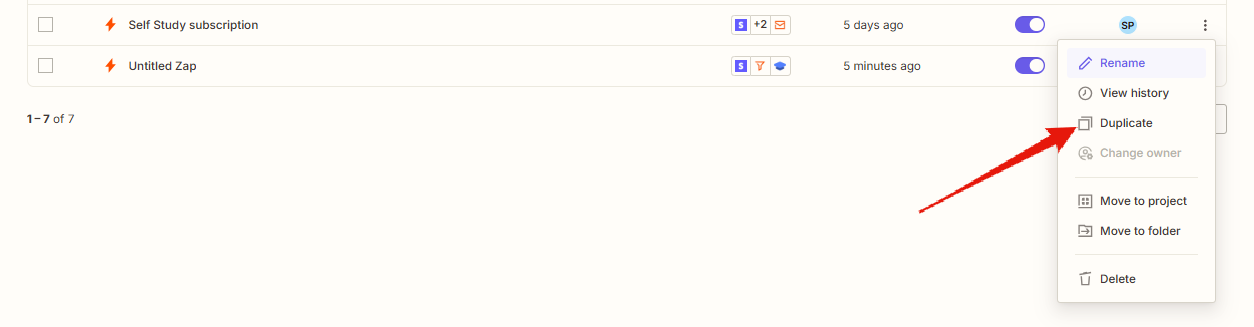 Self Study subscription +2 5 days ago SP
Untitled Zap 5 minutes ago
1–7 of 7
Rename
View history
Duplicate
Change owner
Move to project
Move to folder
Delete